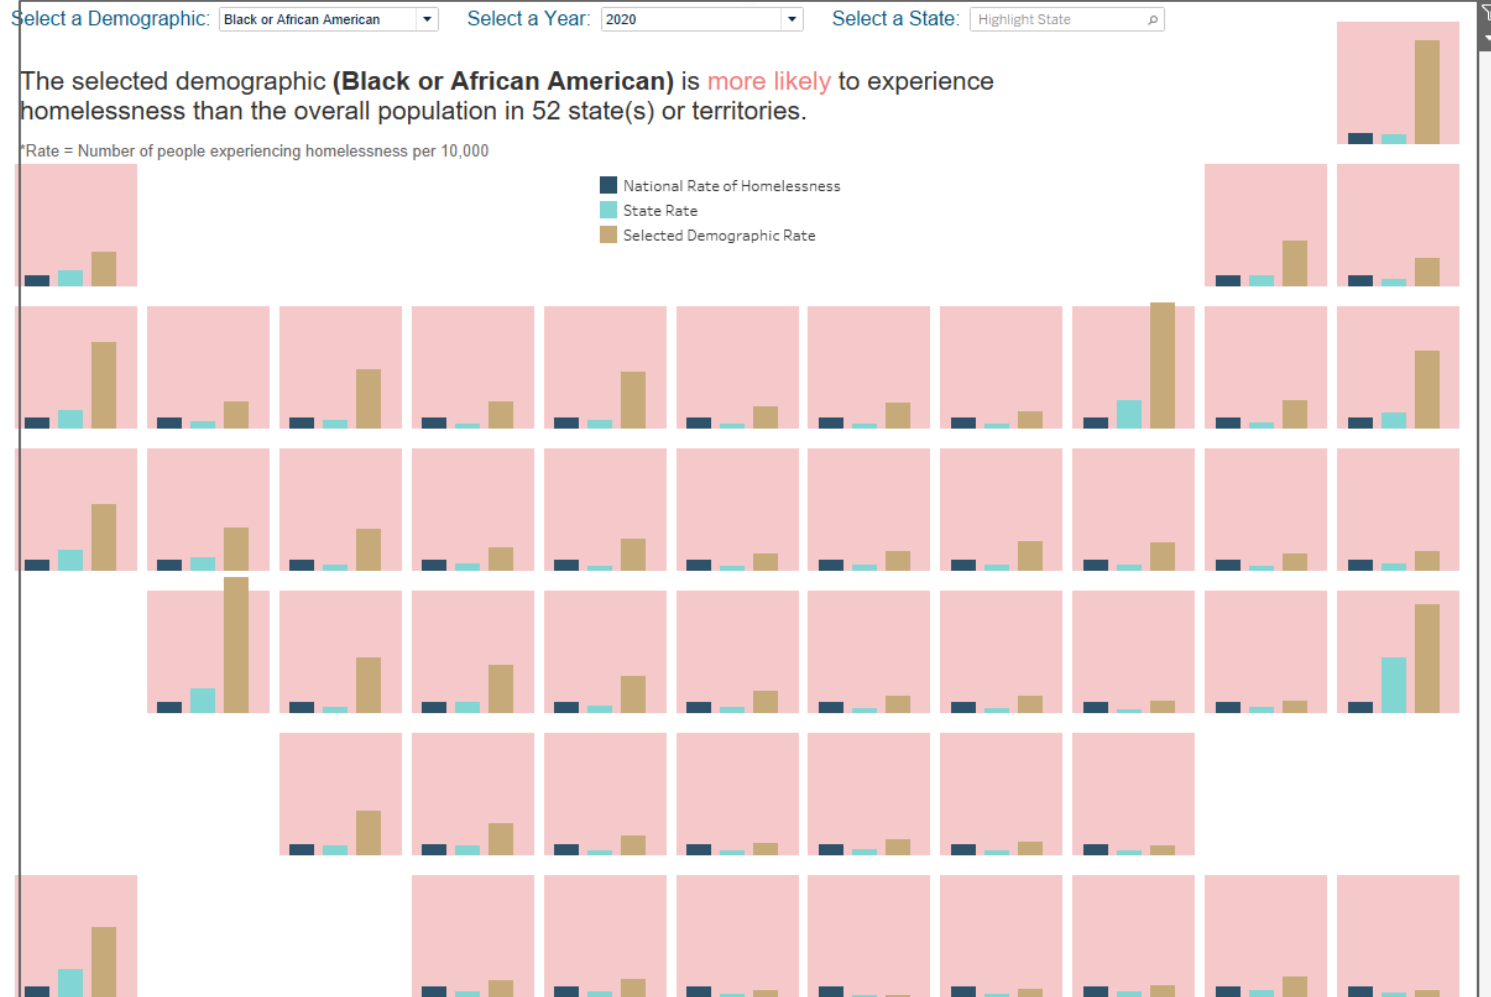 Select a Demographic: Black or African American Select a Year: 2020 Select a State: Highlight State
The selected demographic (Black or African American) is more likely to experience
homelessness than the overall population in 52 state(s) or territories.
*Rate = Number of people experiencing homelessness per 10,000
National Rate of Homelessness
State Rate
Selected Demographic Rate